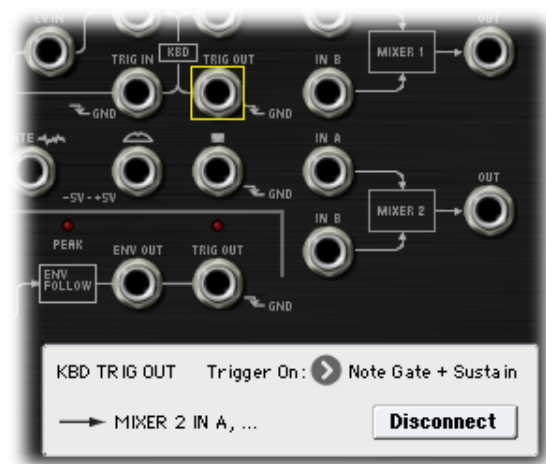 CV IN
OUT
TRIG IN KBD TRIG OUT IN B MIXER 1
GND GND
ITE IN A
OUT
-5V-+5V GND
MIXER 2
PEAK ENV OUT TRIG OUT IN B
ENV
FOLLOW
GND
KBD TRIG OUT Trigger On: Note Gate + Sustain
MIXER 2 IN A, ... Disconnect